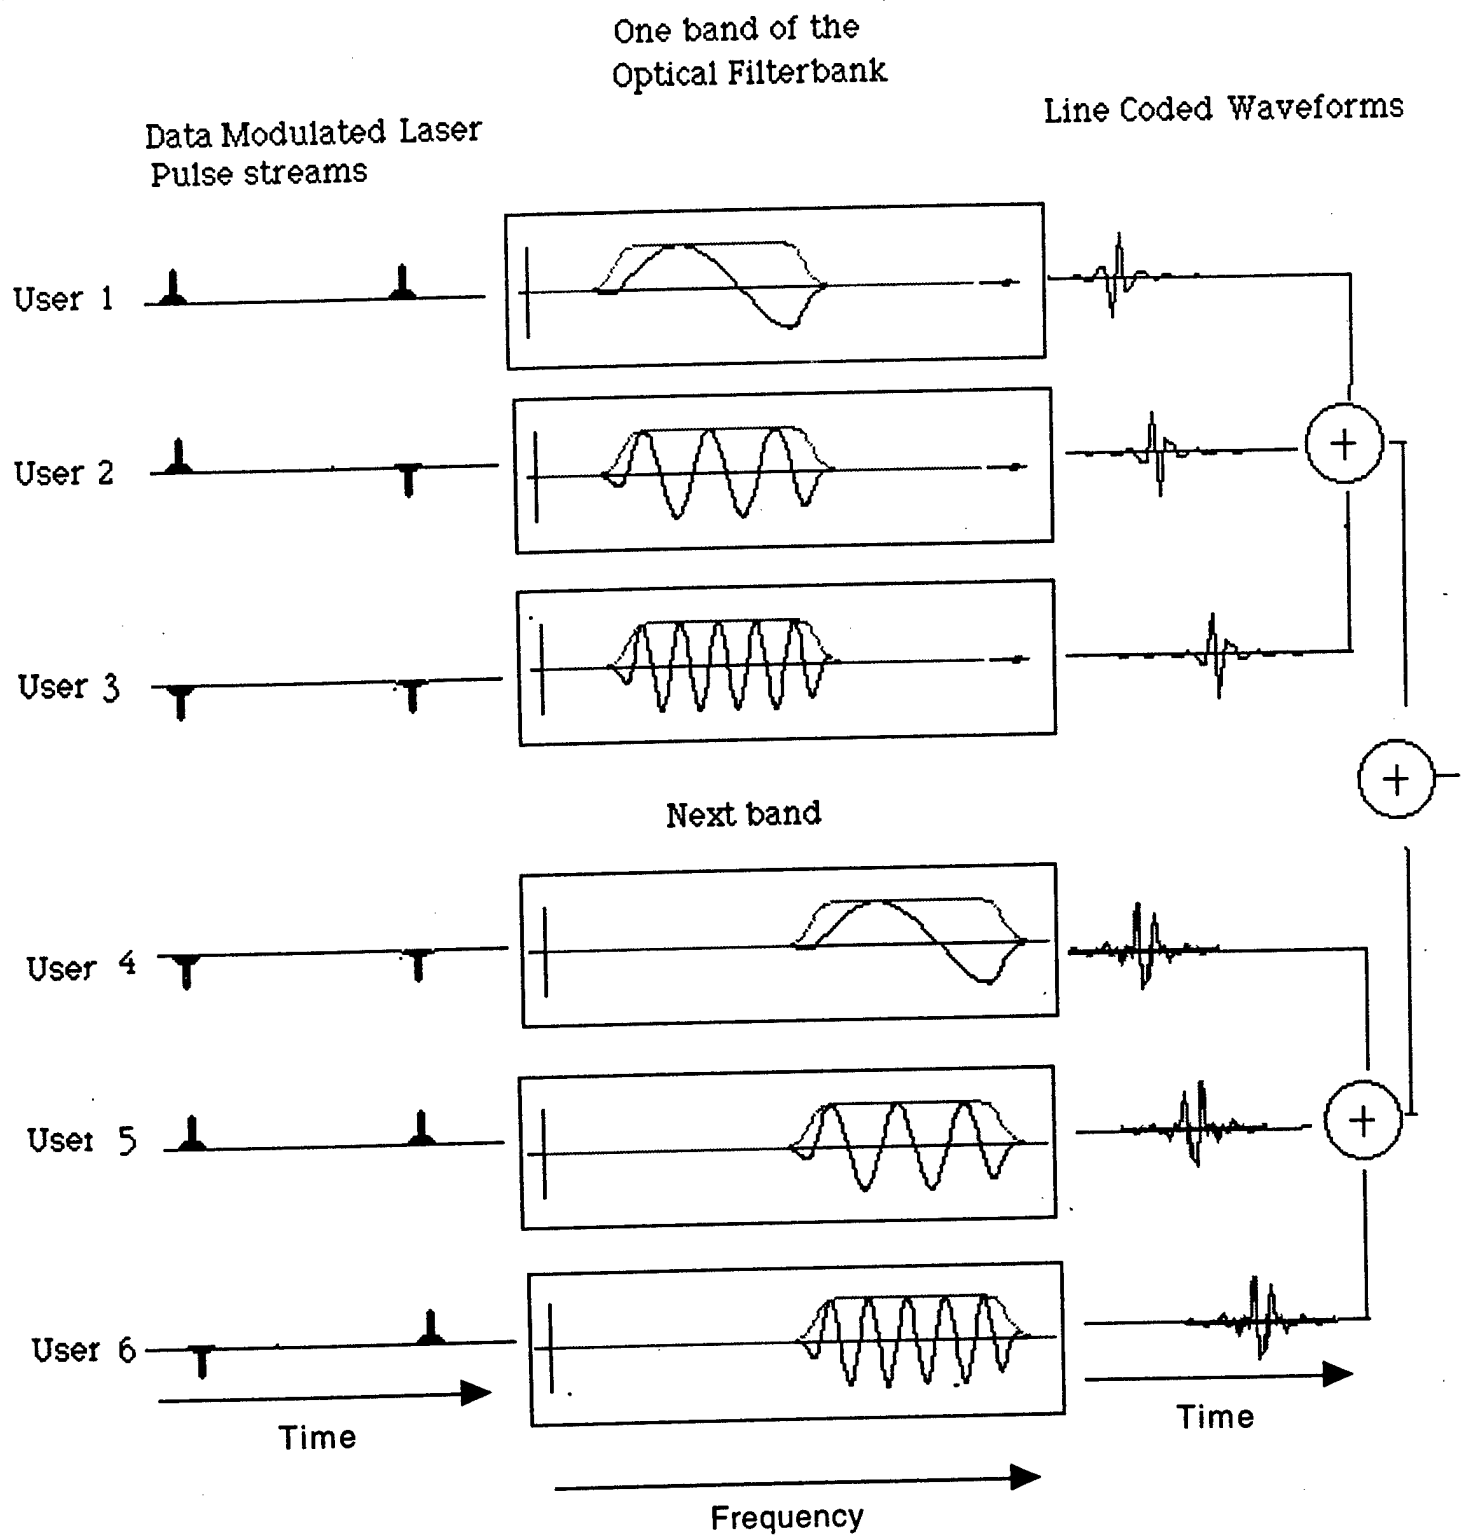 One band of the
Optical Filterbank
Line Coded Waveforms
Data Modulated Laser
Pulse streams
User 1
User 2
+
User 3
+
Next band
User 4
User 5
+
User 6
Time
Time
Frequency